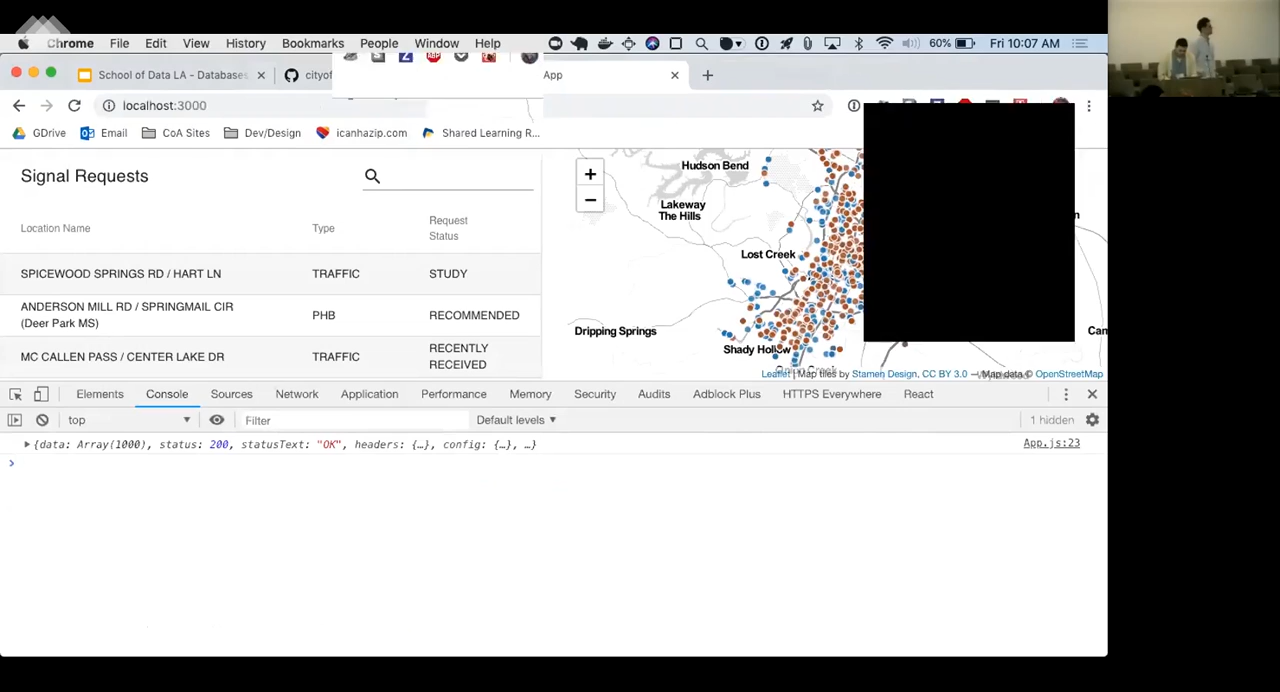 Chrome File Edit View History Bookmarks People Window Help 60% Fri 10:07 AM
School of Data LA - Databases cityof App
localhost:3000
GDrive Email CoA Sites Dev/Design icanhazip.com Shared Learning R...
Signal Requests
Location Name Type Request Status
SPICEWOOD SPRINGS RD / HART LN TRAFFIC STUDY
ANDERSON MILL RD / SPRINGMAIL CIR (Deer Park MS) PHB RECOMMENDED
MC CALLEN PASS / CENTER LAKE DR TRAFFIC RECENTLY RECEIVED
+
−
Hudson Bend
Lakeway
The Hills
Lost Creek
Dripping Springs
Shady Hollow
Leaflet | Map tiles by Stamen Design, CC BY 3.0 — Map data © OpenStreetMap
Elements Console Sources Network Application Performance Memory Security Audits Adblock Plus HTTPS Everywhere React
top Filter Default levels 1 hidden
{data: Array(1000), status: 200, statusText: "OK", headers: {…}, config: {…}, …} App.js:23